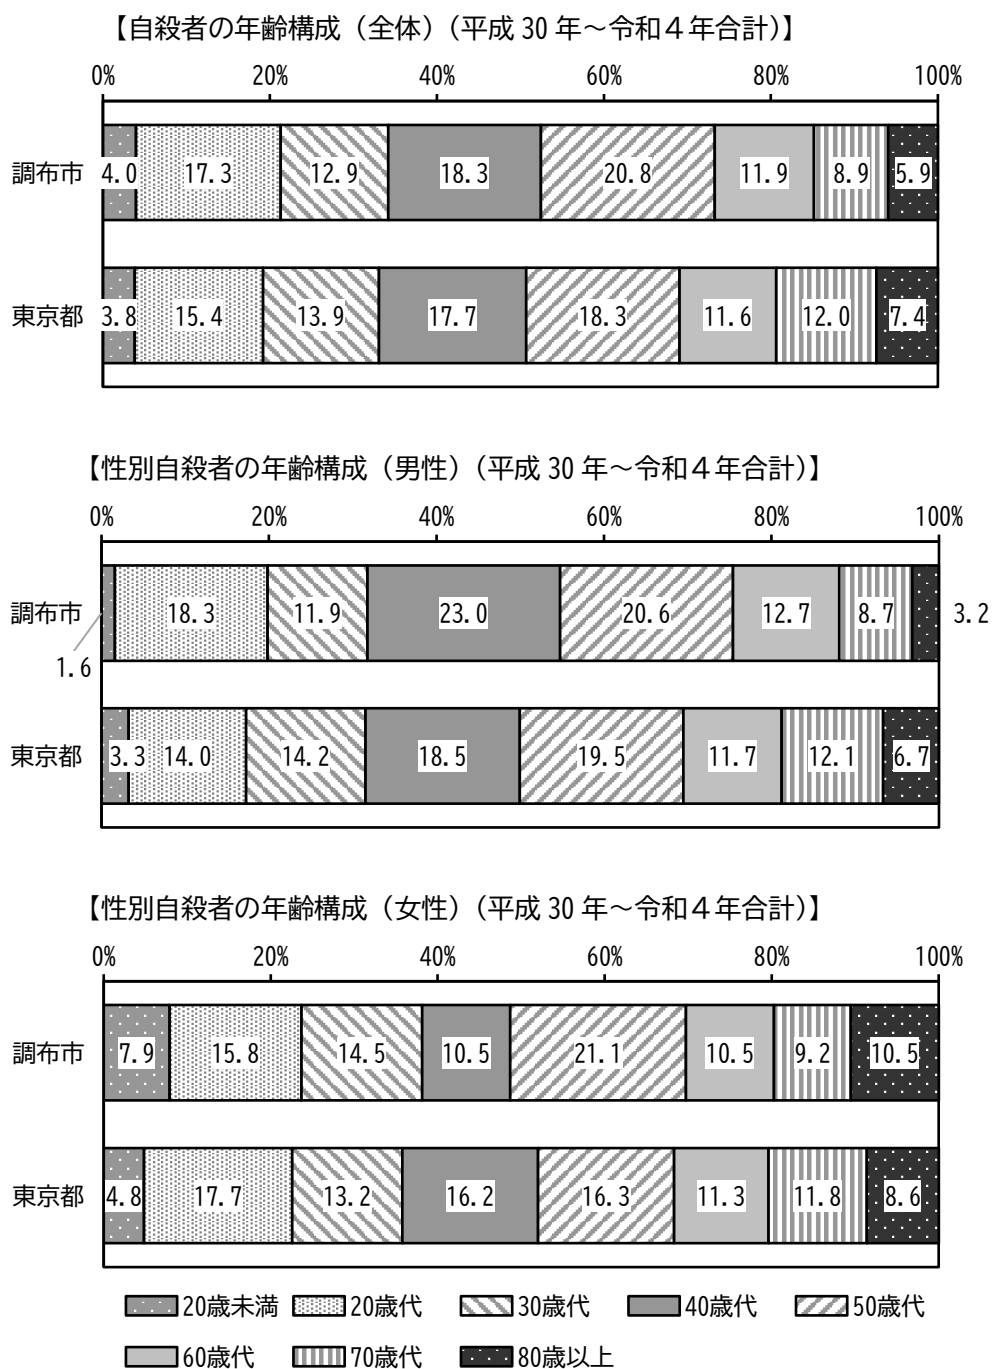 【自殺者の年齢構成（全体）（平成 30 年～令和４年合計）】
0% 20% 40% 60% 80% 100%
調布市 4.0 17.3 12.9 18.3 20.8 11.9 8.9 5.9
東京都 3.8 15.4 13.9 17.7 18.3 11.6 12.0 7.4
【性別自殺者の年齢構成（男性）（平成 30 年～令和４年合計）】
0% 20% 40% 60% 80% 100%
調布市 18.3 11.9 23.0 20.6 12.7 8.7 3.2
1.6
東京都 3.3 14.0 14.2 18.5 19.5 11.7 12.1 6.7
【性別自殺者の年齢構成（女性）（平成 30 年～令和４年合計）】
0% 20% 40% 60% 80% 100%
調布市 7.9 15.8 14.5 10.5 21.1 10.5 9.2 10.5
東京都 4.8 17.7 13.2 16.2 16.3 11.3 11.8 8.6
20歳未満 20歳代 30歳代 40歳代 50歳代
60歳代 70歳代 80歳以上